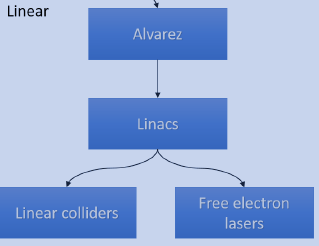 Linear
Alvarez
Linacs
Linear colliders
Free electron
lasers